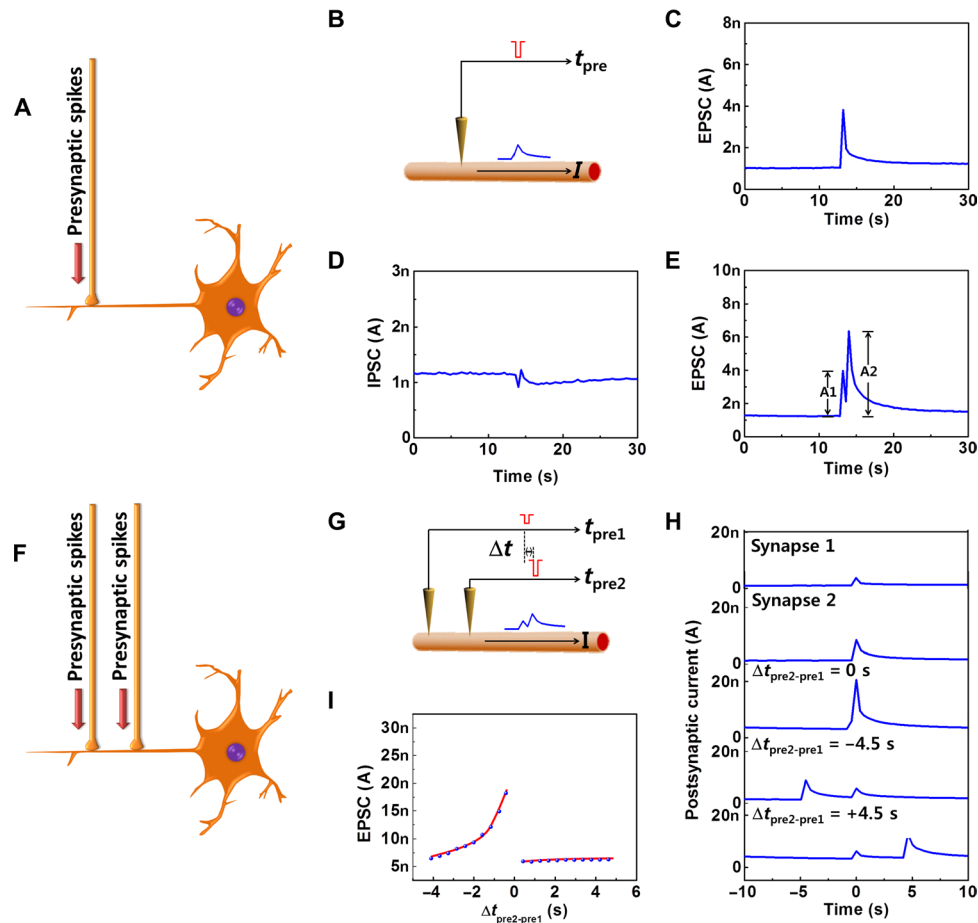 A
Presynaptic spikes
B
t_pre
I
C
EPSC (A)
8n
6n
4n
2n
0
0 10 20 30
Time (s)
D
IPSC (A)
3n
2n
1n
0
0 10 20 30
Time (s)
E
EPSC (A)
10n
8n
6n
4n
2n
0
A1
A2
0 10 20 30
Time (s)
F
Presynaptic spikes
Presynaptic spikes
G
t_pre1
Δt
t_pre2
I
H
Postsynaptic current (A)
20n
Synapse 1
0
20n
Synapse 2
0
Δt_pre2-pre1 = 0 s
20n
0
Δt_pre2-pre1 = −4.5 s
20n
0
Δt_pre2-pre1 = +4.5 s
20n
0
−10 −5 0 5 10
Time (s)
I
EPSC (A)
30n
25n
20n
15n
10n
5n
−4 −2 0 2 4 6
Δt_pre2-pre1 (s)